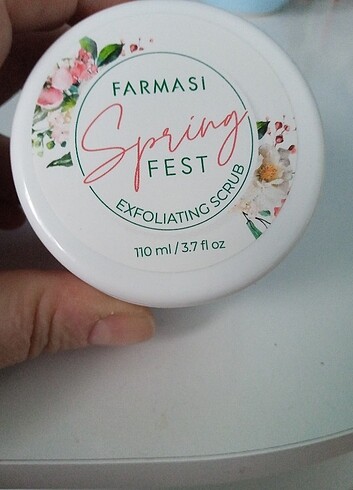 FARMASI
Spring
FEST
EXFOLIATING SCRUB
110 ml / 3.7 fl oz